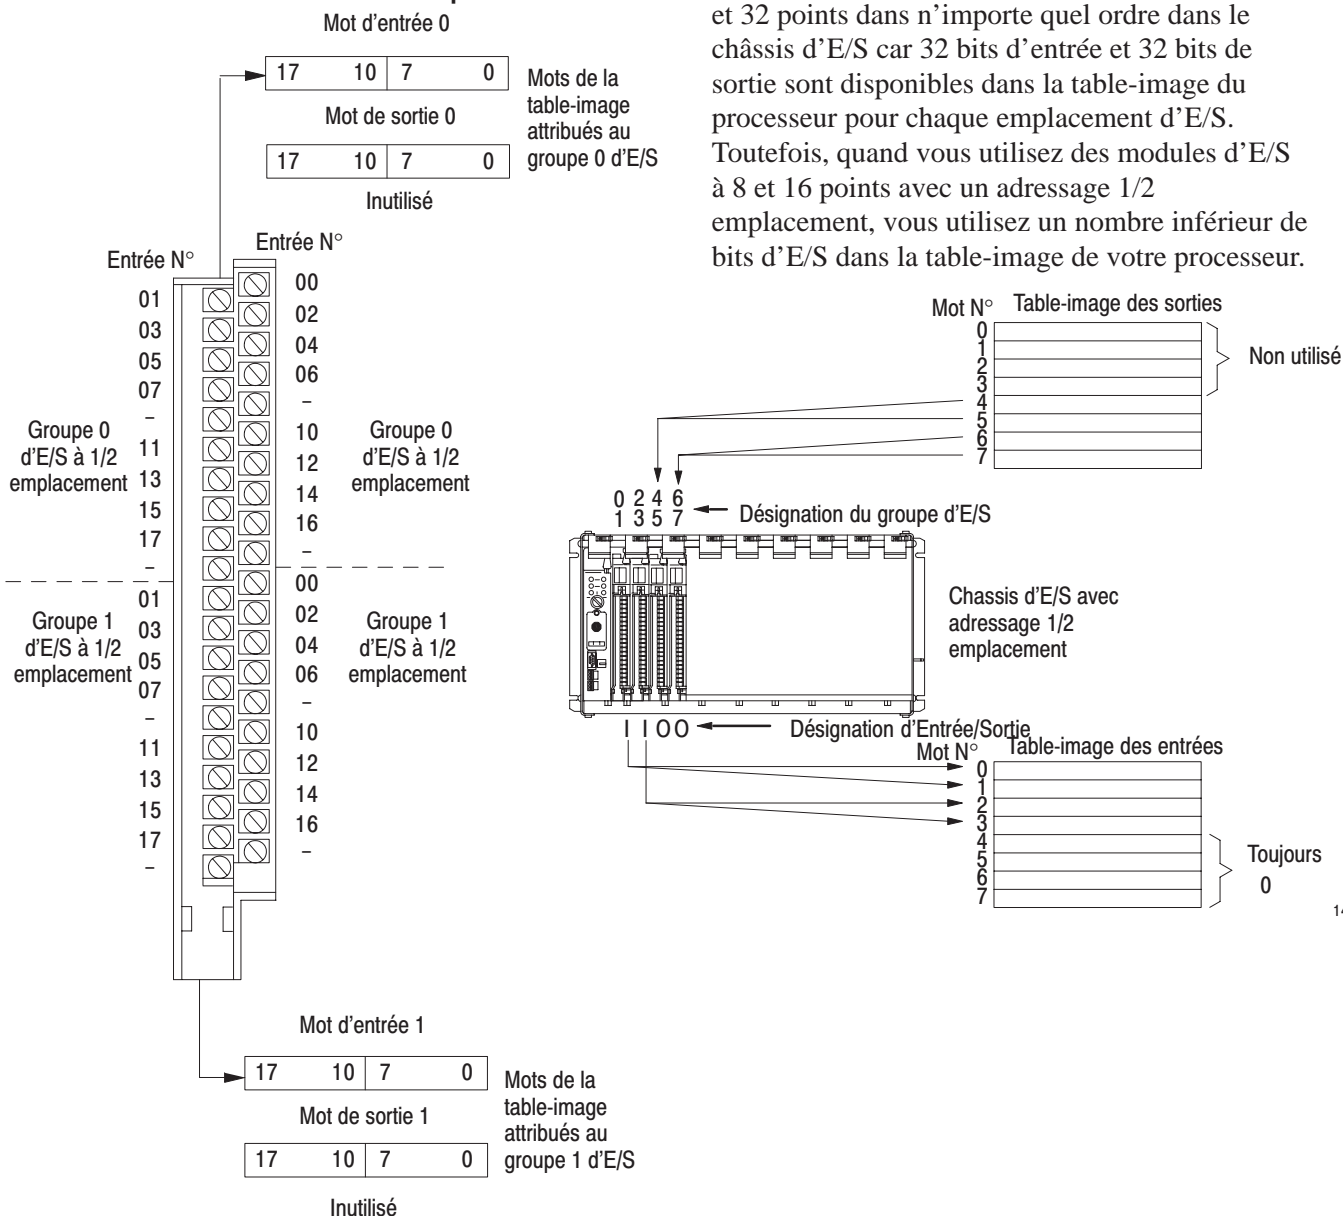 Mot d'entrée 0
17 10 7 0
Mot de sortie 0
17 10 7 0
Inutilisé
Mots de la
table-image
attribués au
groupe 0 d'E/S
et 32 points dans n'importe quel ordre dans le
châssis d'E/S car 32 bits d'entrée et 32 bits de
sortie sont disponibles dans la table-image du
processeur pour chaque emplacement d'E/S.
Toutefois, quand vous utilisez des modules d'E/S
à 8 et 16 points avec un adressage 1/2
emplacement, vous utilisez un nombre inférieur de
bits d'E/S dans la table-image de votre processeur.
Entrée N°
01
03
05
07
–
11
13
15
17
–
01
03
05
07
–
11
13
15
17
–
Entrée N°
00
02
04
06
–
10
12
14
16
–
00
02
04
06
–
10
12
14
16
–
Groupe 0
d'E/S à 1/2
emplacement
Groupe 0
d'E/S à 1/2
emplacement
Groupe 1
d'E/S à 1/2
emplacement
Groupe 1
d'E/S à 1/2
emplacement
Mot d'entrée 1
17 10 7 0
Mot de sortie 1
17 10 7 0
Inutilisé
Mots de la
table-image
attribués au
groupe 1 d'E/S
Mot N° Table-image des sorties
0
1
2
3
4
5
6
7
Non utilisé
0 2 4 6
1 3 5 7
Désignation du groupe d'E/S
Chassis d'E/S avec
adressage 1/2
emplacement
I I O O
Désignation d'Entrée/Sortie
Mot N° Table-image des entrées
0
1
2
3
4
5
6
7
Toujours
0